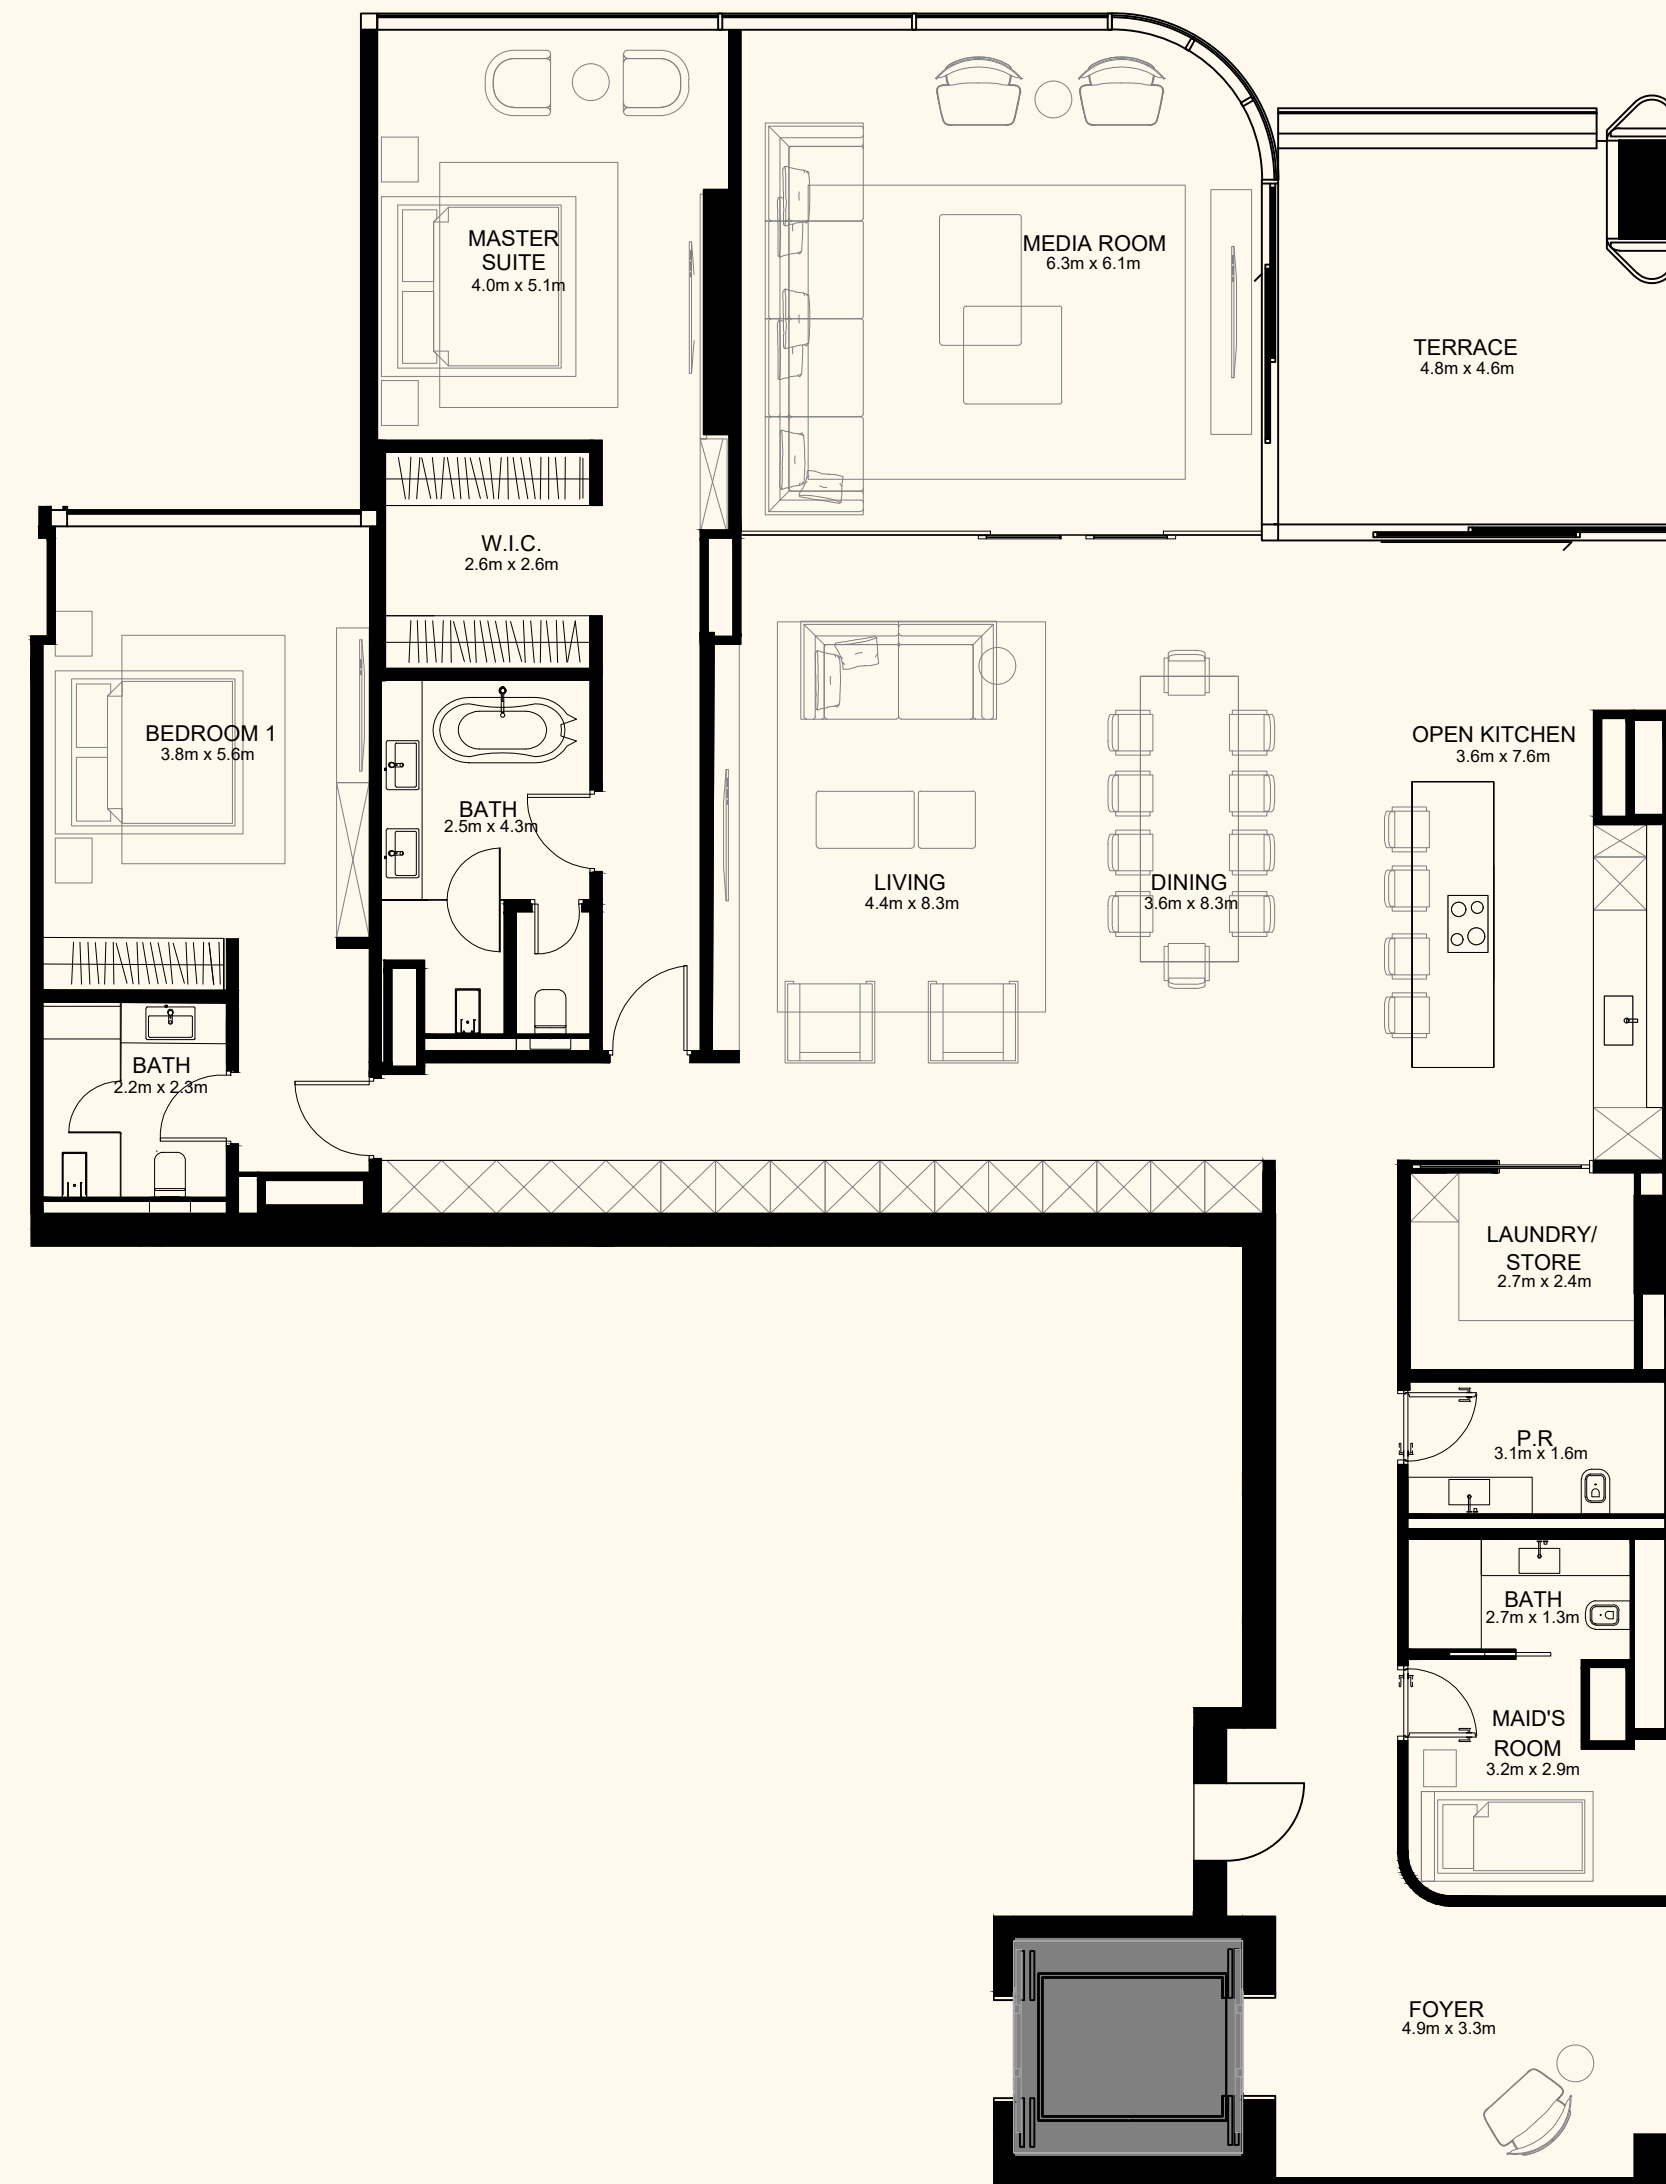 MASTER
SUITE
4.0m x 5.1m
MEDIA ROOM
6.3m x 6.1m
TERRACE
4.8m x 4.6m
W.I.C.
2.6m x 2.6m
BEDROOM 1
3.8m x 5.6m
BATH
2.5m x 4.3m
LIVING
4.4m x 8.3m
DINING
3.6m x 8.3m
OPEN KITCHEN
3.6m x 7.6m
BATH
2.2m x 2.3m
LAUNDRY/
STORE
2.7m x 2.4m
P.R
3.1m x 1.6m
BATH
2.7m x 1.3m
MAID'S
ROOM
3.2m x 2.9m
FOYER
4.9m x 3.3m